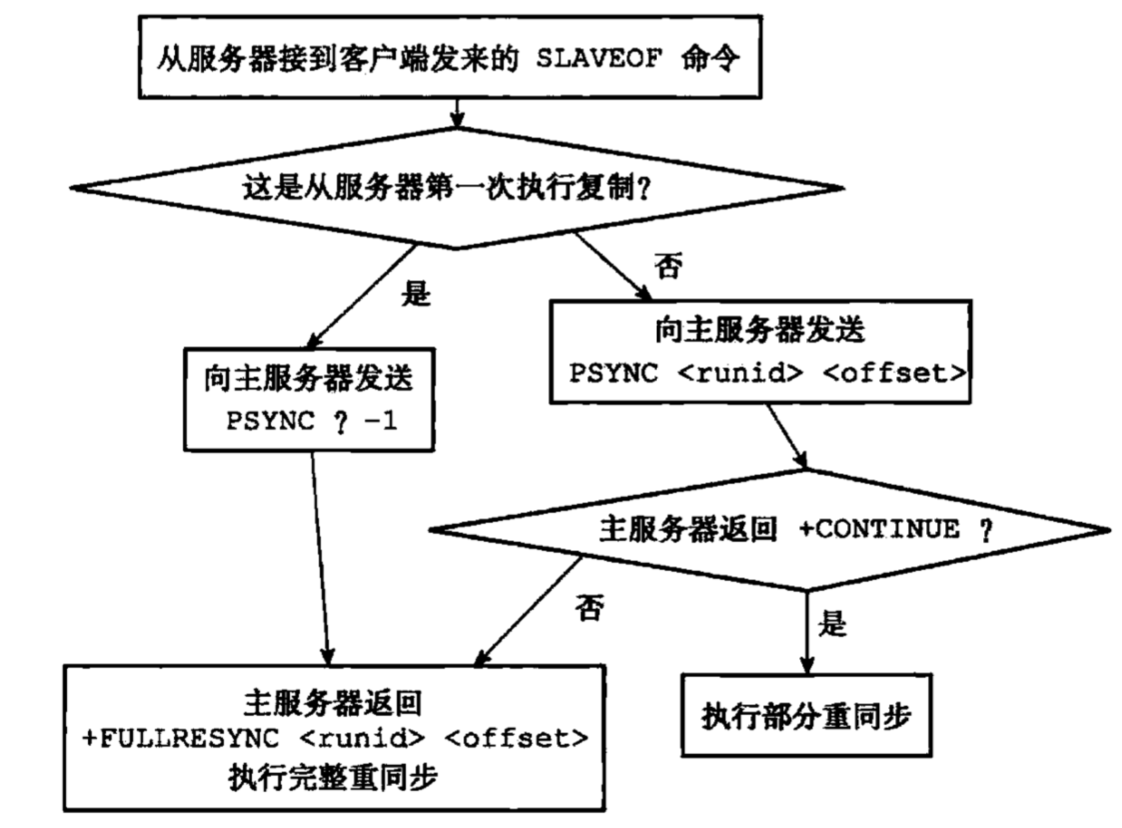 从服务器接到客户端发来的 SLAVEOF 命令
这是从服务器第一次执行复制?
是
否
向主服务器发送
PSYNC ? -1
向主服务器发送
PSYNC <runid> <offset>
主服务器返回 +CONTINUE ?
否
是
主服务器返回
+FULLRESYNC <runid> <offset>
执行完整重同步
执行部分重同步